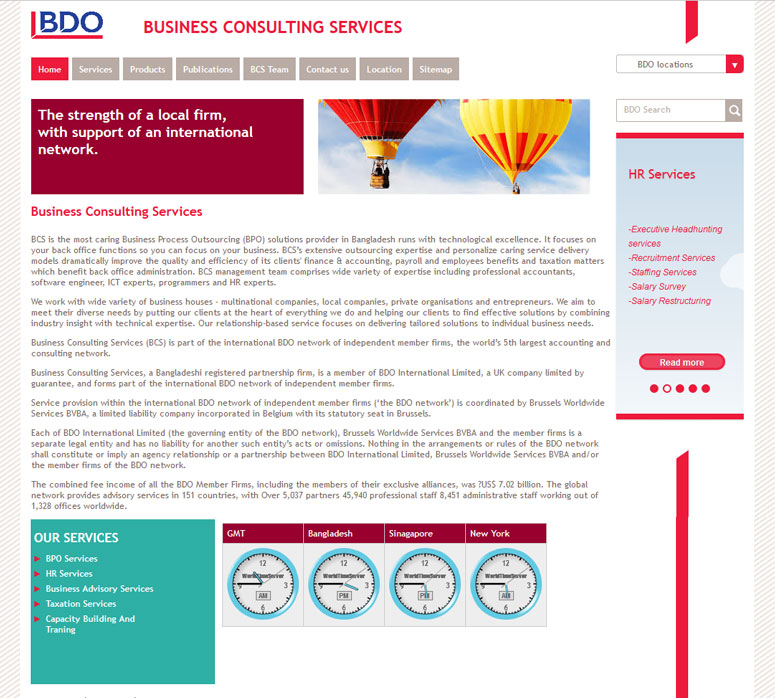 BDO
BUSINESS CONSULTING SERVICES
Home
Services
Products
Publications
BCS Team
Contact us
Location
Sitemap
BDO locations
BDO Search
The strength of a local firm,
with support of an international
network.
HR Services
-Executive Headhunting
services
-Recruitment Services
-Staffing Services
-Salary Survey
-Salary Restructuring
Read more
Business Consulting Services
BCS is the most caring Business Process Outsourcing (BPO) solutions provider in Bangladesh runs with technological excellence. It focuses on
your back office functions so you can focus on your business. BCS's extensive outsourcing expertise and personalize caring service delivery
models dramatically improve the quality and efficiency of its clients' finance & accounting, payroll and employees benefits and taxation matters
which benefit back office administration. BCS management team comprises wide variety of expertise including professional accountants,
software engineer, ICT experts, programmers and HR experts.
We work with wide variety of business houses - multinational companies, local companies, private organisations and entrepreneurs. We aim to
meet their diverse needs by putting our clients at the heart of everything we do and helping our clients to find effective solutions by combining
industry insight with technical expertise. Our relationship-based service focuses on delivering tailored solutions to individual business needs.
Business Consulting Services (BCS) is part of the international BDO network of independent member firms, the world's 5th largest accounting and
consulting network.
Business Consulting Services, a Bangladeshi registered partnership firm, is a member of BDO International Limited, a UK company limited by
guarantee, and forms part of the international BDO network of independent member firms.
Service provision within the international BDO network of independent member firms ('the BDO network') is coordinated by Brussels Worldwide
Services BVBA, a limited liability company incorporated in Belgium with its statutory seat in Brussels.
Each of BDO International Limited (the governing entity of the BDO network), Brussels Worldwide Services BVBA and the member firms is a
separate legal entity and has no liability for another such entity's acts or omissions. Nothing in the arrangements or rules of the BDO network
shall constitute or imply an agency relationship or a partnership between BDO International Limited, Brussels Worldwide Services BVBA and/or
the member firms of the BDO network.
The combined fee income of all the BDO Member Firms, including the members of their exclusive alliances, was ?US$ 7.02 billion. The global
network provides advisory services in 151 countries, with Over 5,037 partners 45,940 professional staff 8,451 administrative staff working out of
1,328 offices worldwide.
OUR SERVICES
BPO Services
HR Services
Business Advisory Services
Taxation Services
Capacity Building And
Traning
GMT
Bangladesh
Sinagapore
New York
12
3
6
9
WorldTimeServer
AM
12
3
6
9
WorldTimeServer
PM
12
3
6
9
WorldTimeServer
PM
12
3
6
9
WorldTimeServer